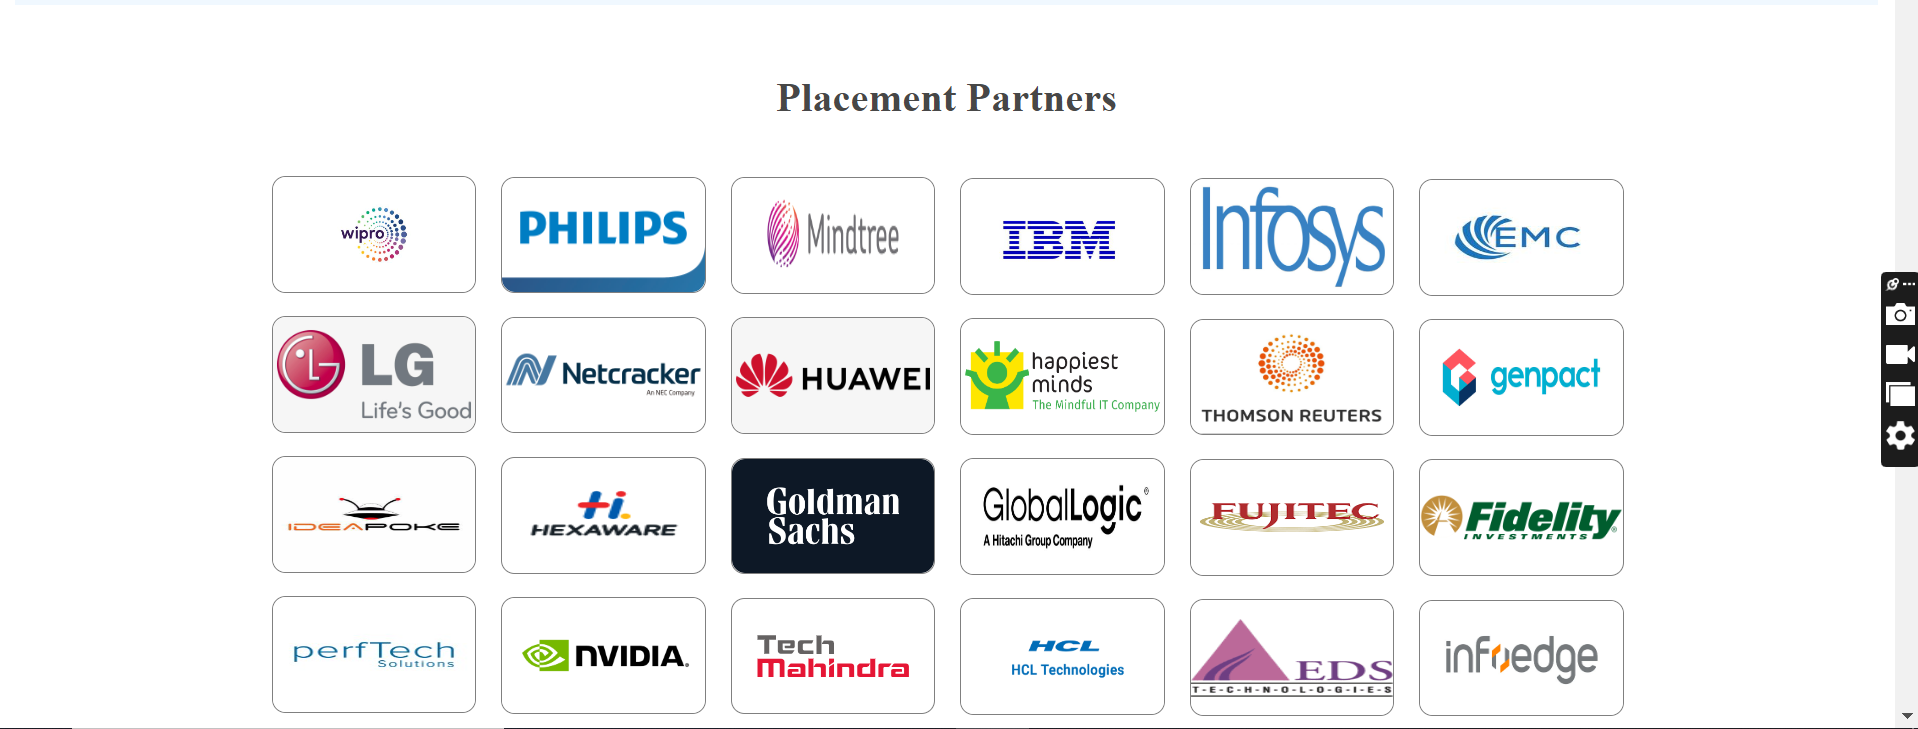 Placement Partners
wipro
PHILIPS
Mindtree
IBM
Infosys
EMC
LG
Life's Good
Netcracker
An NEC Company
HUAWEI
happiest
minds
The Mindful IT Company
THOMSON REUTERS
genpact
IDEAPOKE
Hi.
HEXAWARE
Goldman
Sachs
GlobalLogic®
A Hitachi Group Company
FUJITEC
Fidelity
INVESTMENTS®
perfTech
Solutions
NVIDIA.
Tech
Mahindra
HCL
HCL Technologies
EDS
T-E-C-H-N-O-L-O-G-I-E-S
infoedge